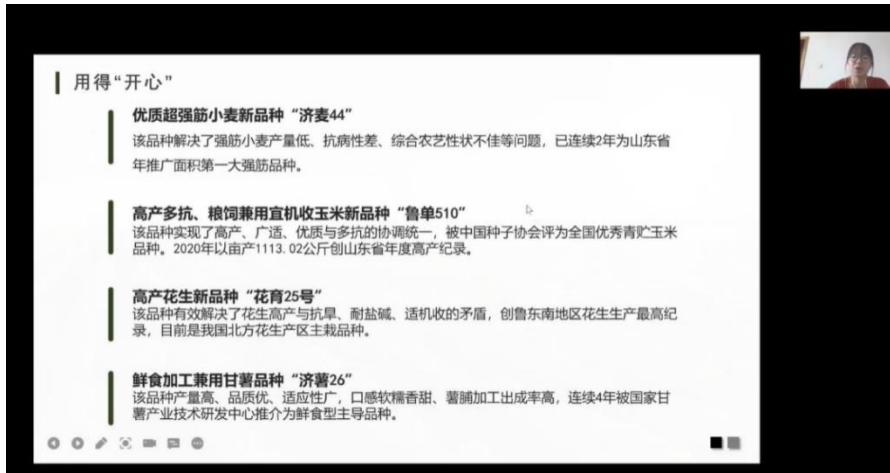 用得“开心”
优质超强筋小麦新品种“济麦44”
该品种解决了强筋小麦产量低、抗病性差、综合农艺性状不佳等问题，已连续2年为山东省
年推广面积第一大强筋品种。
高产多抗、粮饲兼用宜机收玉米新品种“鲁单510”
该品种实现了高产、广适、优质与多抗的协调统一，被中国种子协会评为全国优秀青贮玉米
品种。2020年以亩产1113.02公斤创山东省年度高产纪录。
高产花生新品种“花育25号”
该品种有效解决了花生高产与抗旱、耐盐碱、适机收的矛盾，创鲁东南地区花生生产最高纪
录，目前是我国北方花生产区主栽品种。
鲜食加工兼用甘薯品种“济薯26”
该品种产量高、品质优、适应性广，口感软糯香甜、薯脯加工出成率高，连续4年被国家甘
薯产业技术研发中心推介为鲜食型主导品种。